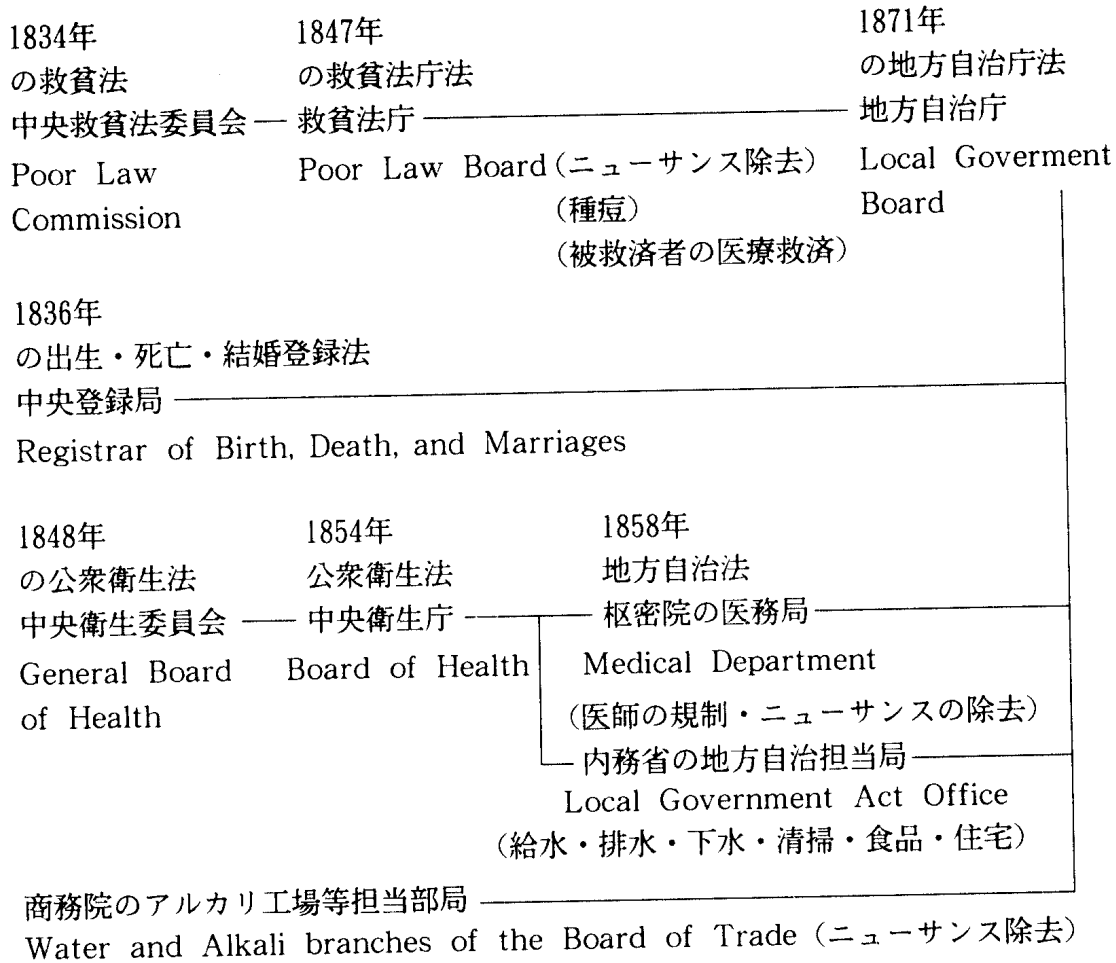 1834年
の救貧法
中央救貧法委員会
Poor Law
Commission
1847年
の救貧法庁法
救貧法庁
Poor Law Board(ニューサンス除去)
(種痘)
(被救済者の医療救済)
1871年
の地方自治庁法
地方自治庁
Local Goverment
Board
1836年
の出生・死亡・結婚登録法
中央登録局
Registrar of Birth, Death, and Marriages
1848年
の公衆衛生法
中央衛生委員会
General Board
of Health
1854年
公衆衛生法
中央衛生庁
Board of Health
1858年
地方自治法
枢密院の医務局
Medical Department
(医師の規制・ニューサンスの除去)
内務省の地方自治担当局
Local Government Act Office
(給水・排水・下水・清掃・食品・住宅)
商務院のアルカリ工場等担当部局
Water and Alkali branches of the Board of Trade (ニューサンス除去)